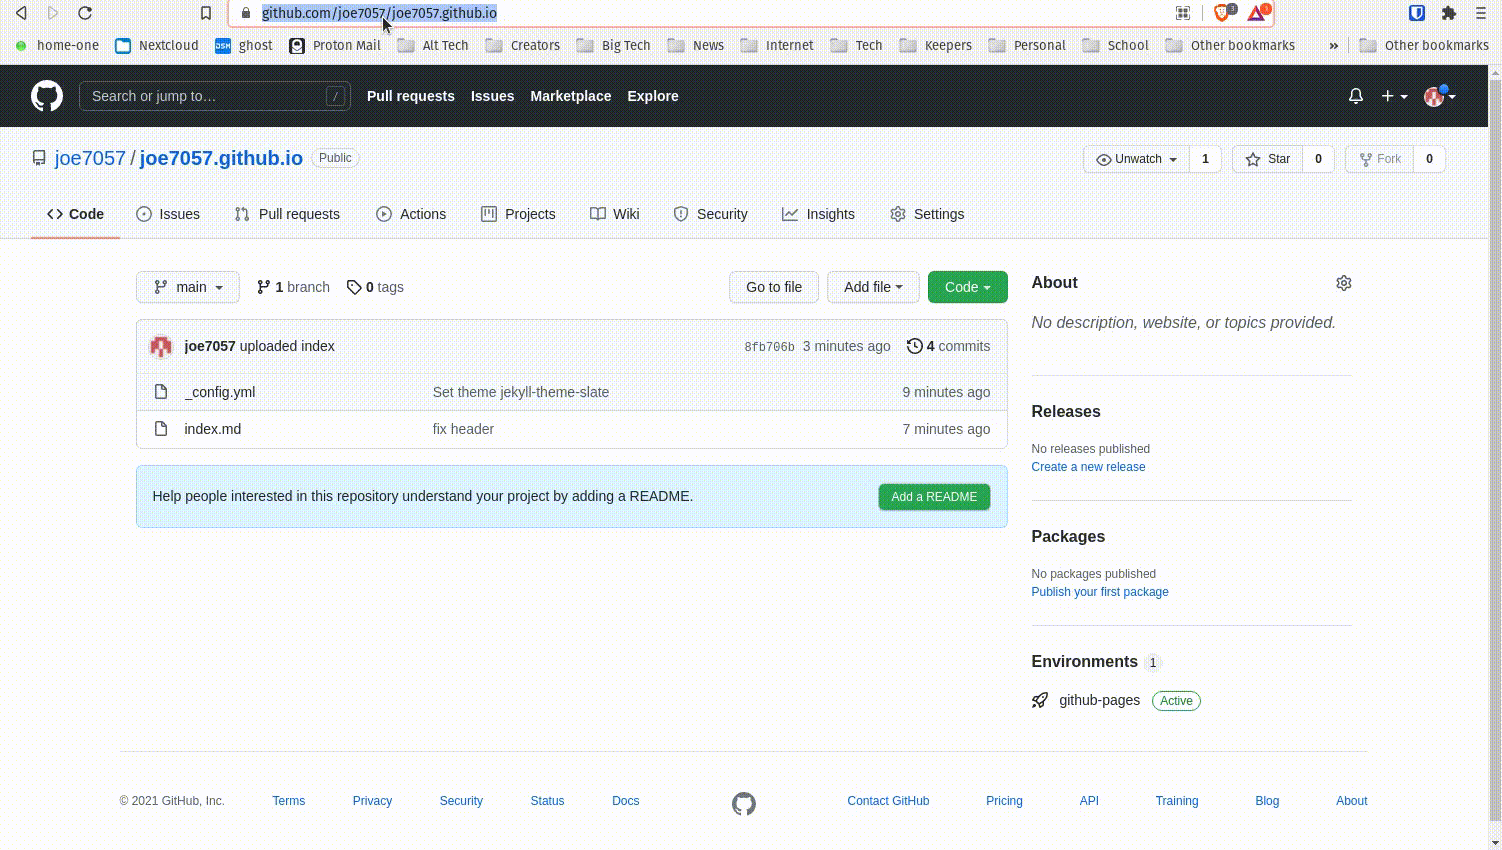 github.com/joe7057/joe7057.github.io 3 1
home-one Nextcloud DSM ghost Proton Mail Alt Tech Creators Big Tech News Internet Tech Keepers Personal School Other bookmarks » Other bookmarks
Search or jump to… / Pull requests Issues Marketplace Explore
joe7057 / joe7057.github.io Public Unwatch 1 Star 0 Fork 0
Code Issues Pull requests Actions Projects Wiki Security Insights Settings
main 1 branch 0 tags Go to file Add file Code
joe7057 uploaded index 8fb706b 3 minutes ago 4 commits
_config.yml Set theme jekyll-theme-slate 9 minutes ago
index.md fix header 7 minutes ago
Help people interested in this repository understand your project by adding a README. Add a README
About
No description, website, or topics provided.
Releases
No releases published
Create a new release
Packages
No packages published
Publish your first package
Environments 1
github-pages Active
© 2021 GitHub, Inc. Terms Privacy Security Status Docs Contact GitHub Pricing API Training Blog About